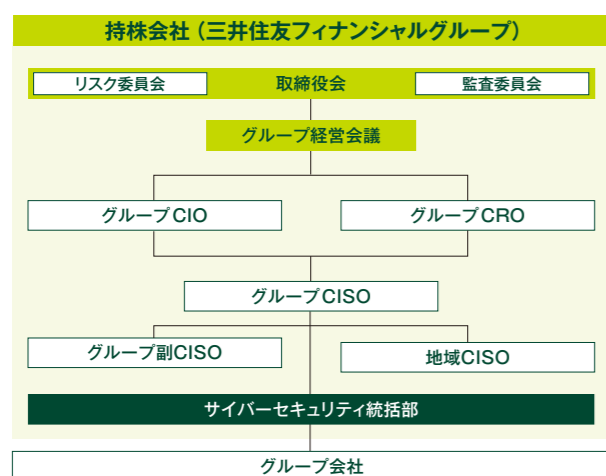 持株会社（三井住友フィナンシャルグループ）
リスク委員会
取締役会
監査委員会
グループ経営会議
グループCIO
グループCRO
グループCISO
グループ副CISO
地域CISO
サイバーセキュリティ統括部
グループ会社